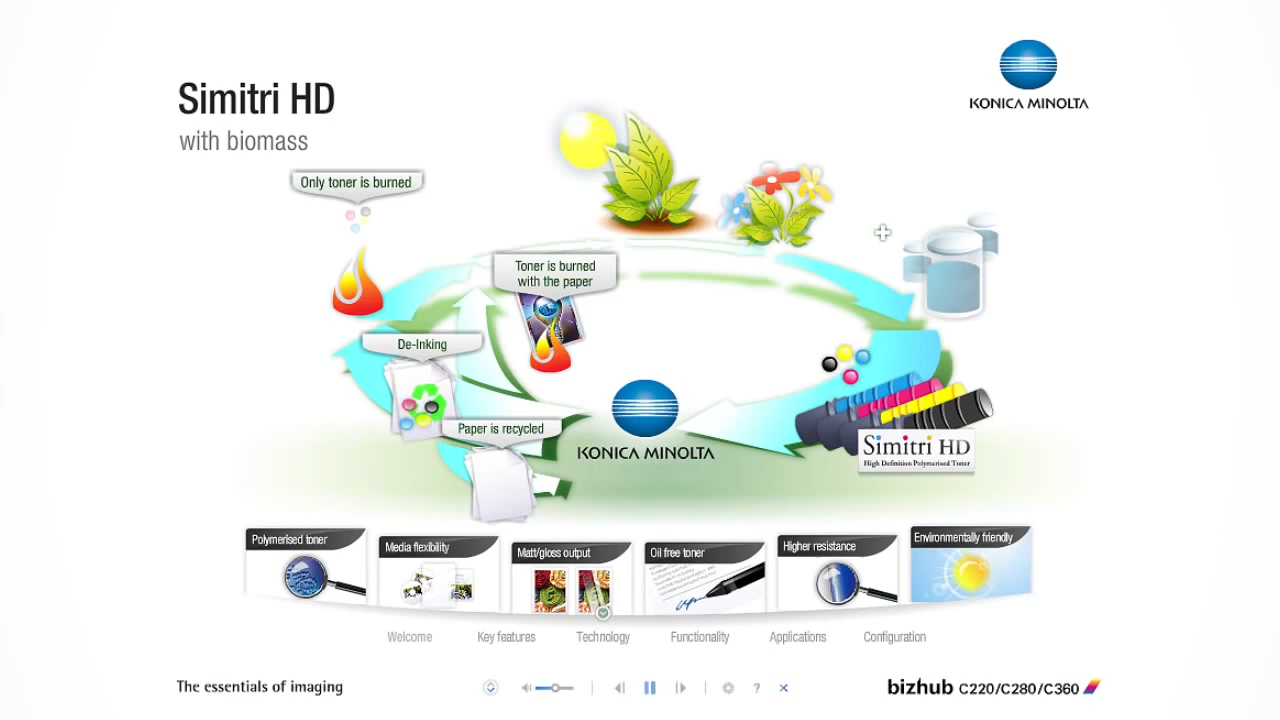 Simitri HD
with biomass
KONICA MINOLTA
Only toner is burned
Toner is burned
with the paper
De-Inking
Paper is recycled
KONICA MINOLTA
Simitri HD
High Definition Polymerised Toner
Polymerised toner
Media flexibility
Matt/gloss output
Oil free toner
Higher resistance
Environmentally friendly
Welcome
Key features
Technology
Functionality
Applications
Configuration
The essentials of imaging
?
bizhub C220/C280/C360